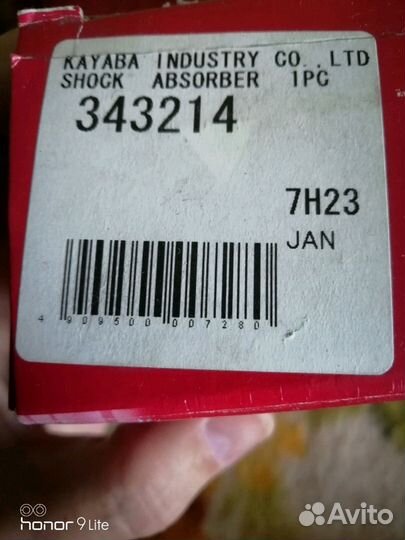 KAYABA INDUSTRY CO.,LTD
SHOCK ABSORBER 1PC
343214
7H23
JAN
4 909500 007280
honor 9 Lite
Avito